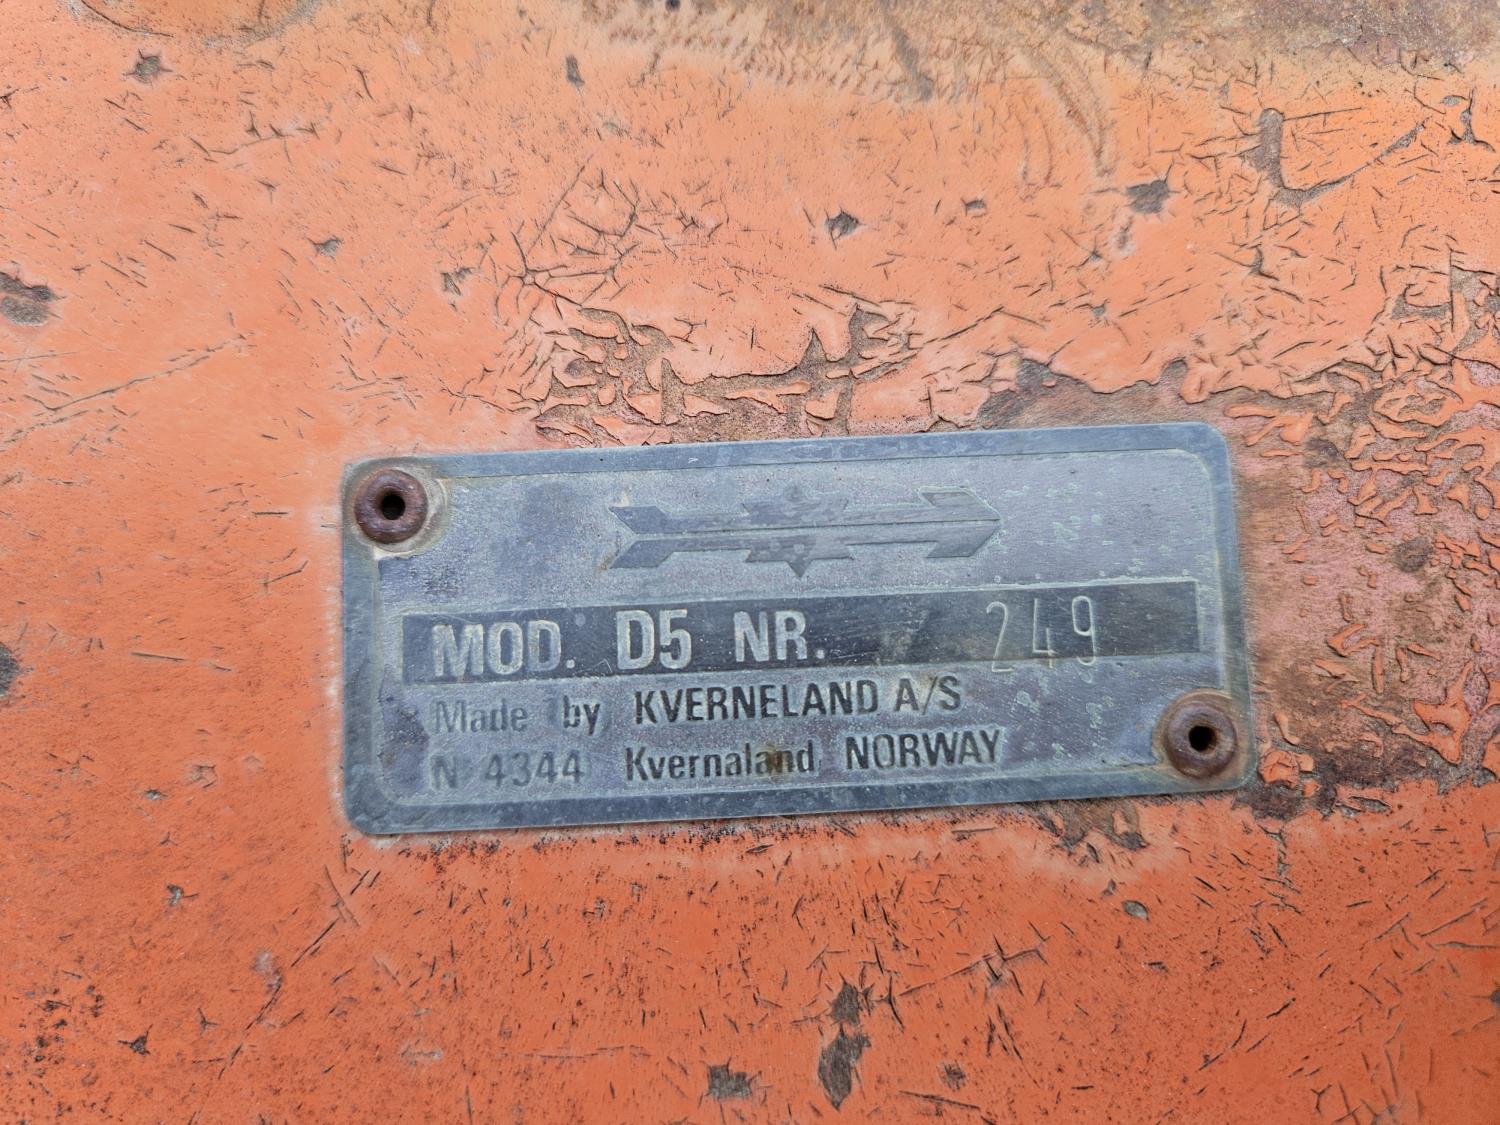 MOD. D5 NR. 249
Made by KVERNELAND A/S
N 4344 Kvernaland NORWAY